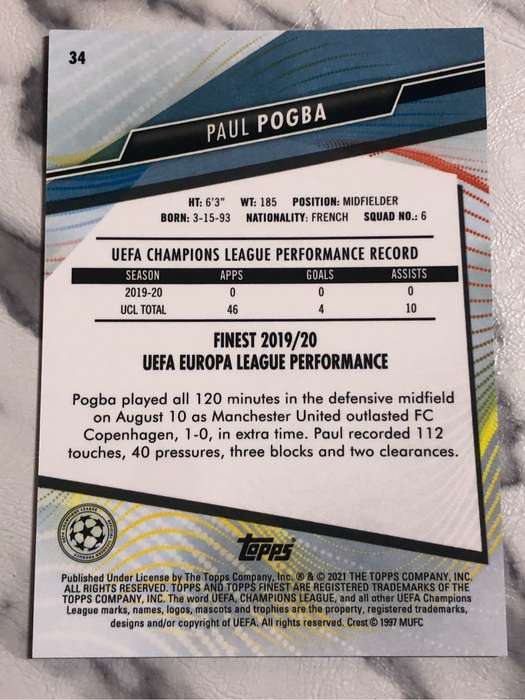 34
PAUL POGBA
HT: 6'3" WT: 185 POSITION: MIDFIELDER
BORN: 3-15-93 NATIONALITY: FRENCH SQUAD NO.: 6
UEFA CHAMPIONS LEAGUE PERFORMANCE RECORD
SEASON APPS GOALS ASSISTS
2019-20 0 0 0
UCL TOTAL 46 4 10
FINEST 2019/20
UEFA EUROPA LEAGUE PERFORMANCE
Pogba played all 120 minutes in the defensive midfield
on August 10 as Manchester United outlasted FC
Copenhagen, 1-0, in extra time. Paul recorded 112
touches, 40 pressures, three blocks and two clearances.
topps
Published Under License by The Topps Company, Inc. ® & © 2021 THE TOPPS COMPANY, INC.
ALL RIGHTS RESERVED. TOPPS AND TOPPS FINEST ARE REGISTERED TRADEMARKS OF THE
TOPPS COMPANY, INC. The word UEFA, CHAMPIONS LEAGUE, and all other UEFA Champions
League marks, names, logos, mascots and trophies are the property, registered trademarks,
designs and/or copyright of UEFA. All rights reserved. Crest © 1997 MUFC